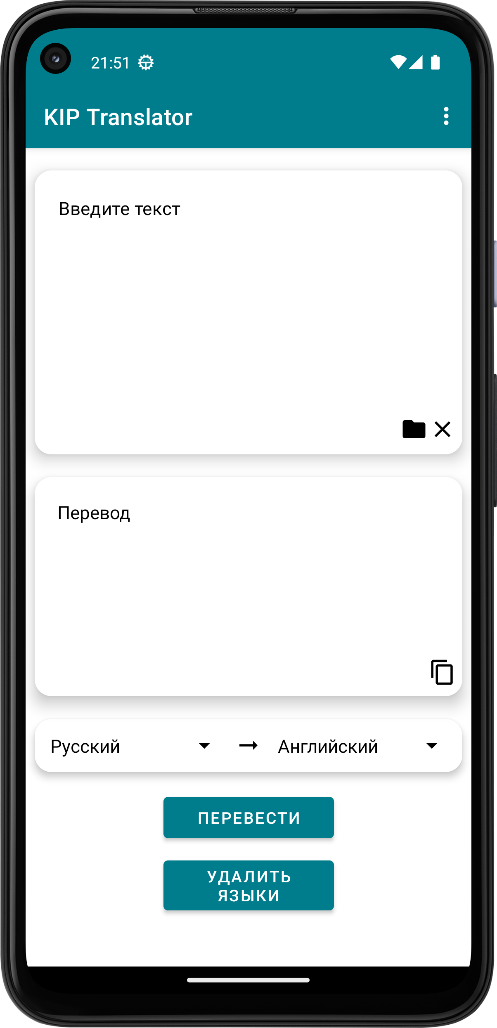 21:51
KIP Translator
Введите текст
Перевод
Русский
Английский
ПЕРЕВЕСТИ
УДАЛИТЬ
ЯЗЫКИ